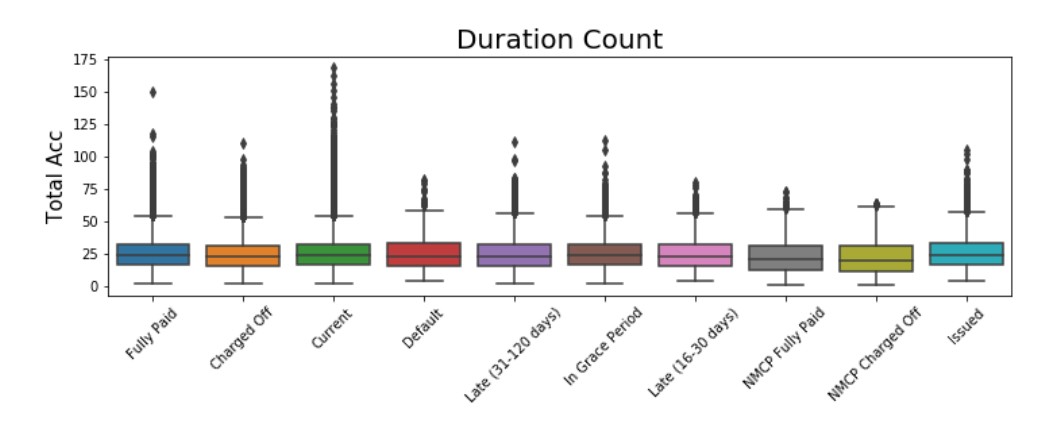 Duration Count
Total Acc
175
150
125
100
75
50
25
0
Fully Paid
Charged Off
Current
Default
Late (31-120 days)
In Grace Period
Late (16-30 days)
NMCP Fully Paid
NMCP Charged Off
Issued